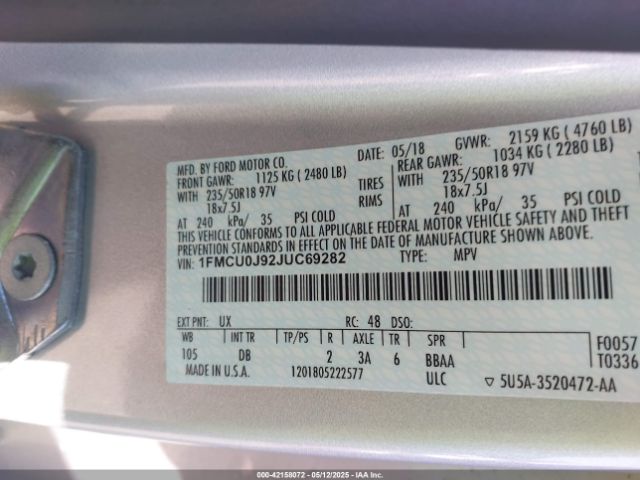 MFD. BY FORD MOTOR CO.
DATE: 05/18 GVWR: 2159 KG ( 4760 LB)
FRONT GAWR: 1125 KG ( 2480 LB)
REAR GAWR: 1034 KG ( 2280 LB)
WITH 235/50R18 97V TIRES WITH 235/50R18 97V
18x7.5J RIMS 18x7.5J
AT 240 kPa/ 35 PSI COLD AT 240 kPa/ 35 PSI COLD
THIS VEHICLE CONFORMS TO ALL APPLICABLE FEDERAL MOTOR VEHICLE SAFETY AND THEFT
PREVENTION STANDARDS IN EFFECT ON THE DATE OF MANUFACTURE SHOWN ABOVE.
VIN: 1FMCU0J92JUC69282 TYPE: MPV
EXT PNT: UX RC: 48 DSO: F0057
WB INT TR TP/PS R AXLE TR SPR T0336
105 DB 2 3A 6 BBAA
MADE IN U.S.A. 1201805222577 ULC ▽ 5U5A-3520472-AA
000-42158072 - 05/12/2025 - IAAI.COM